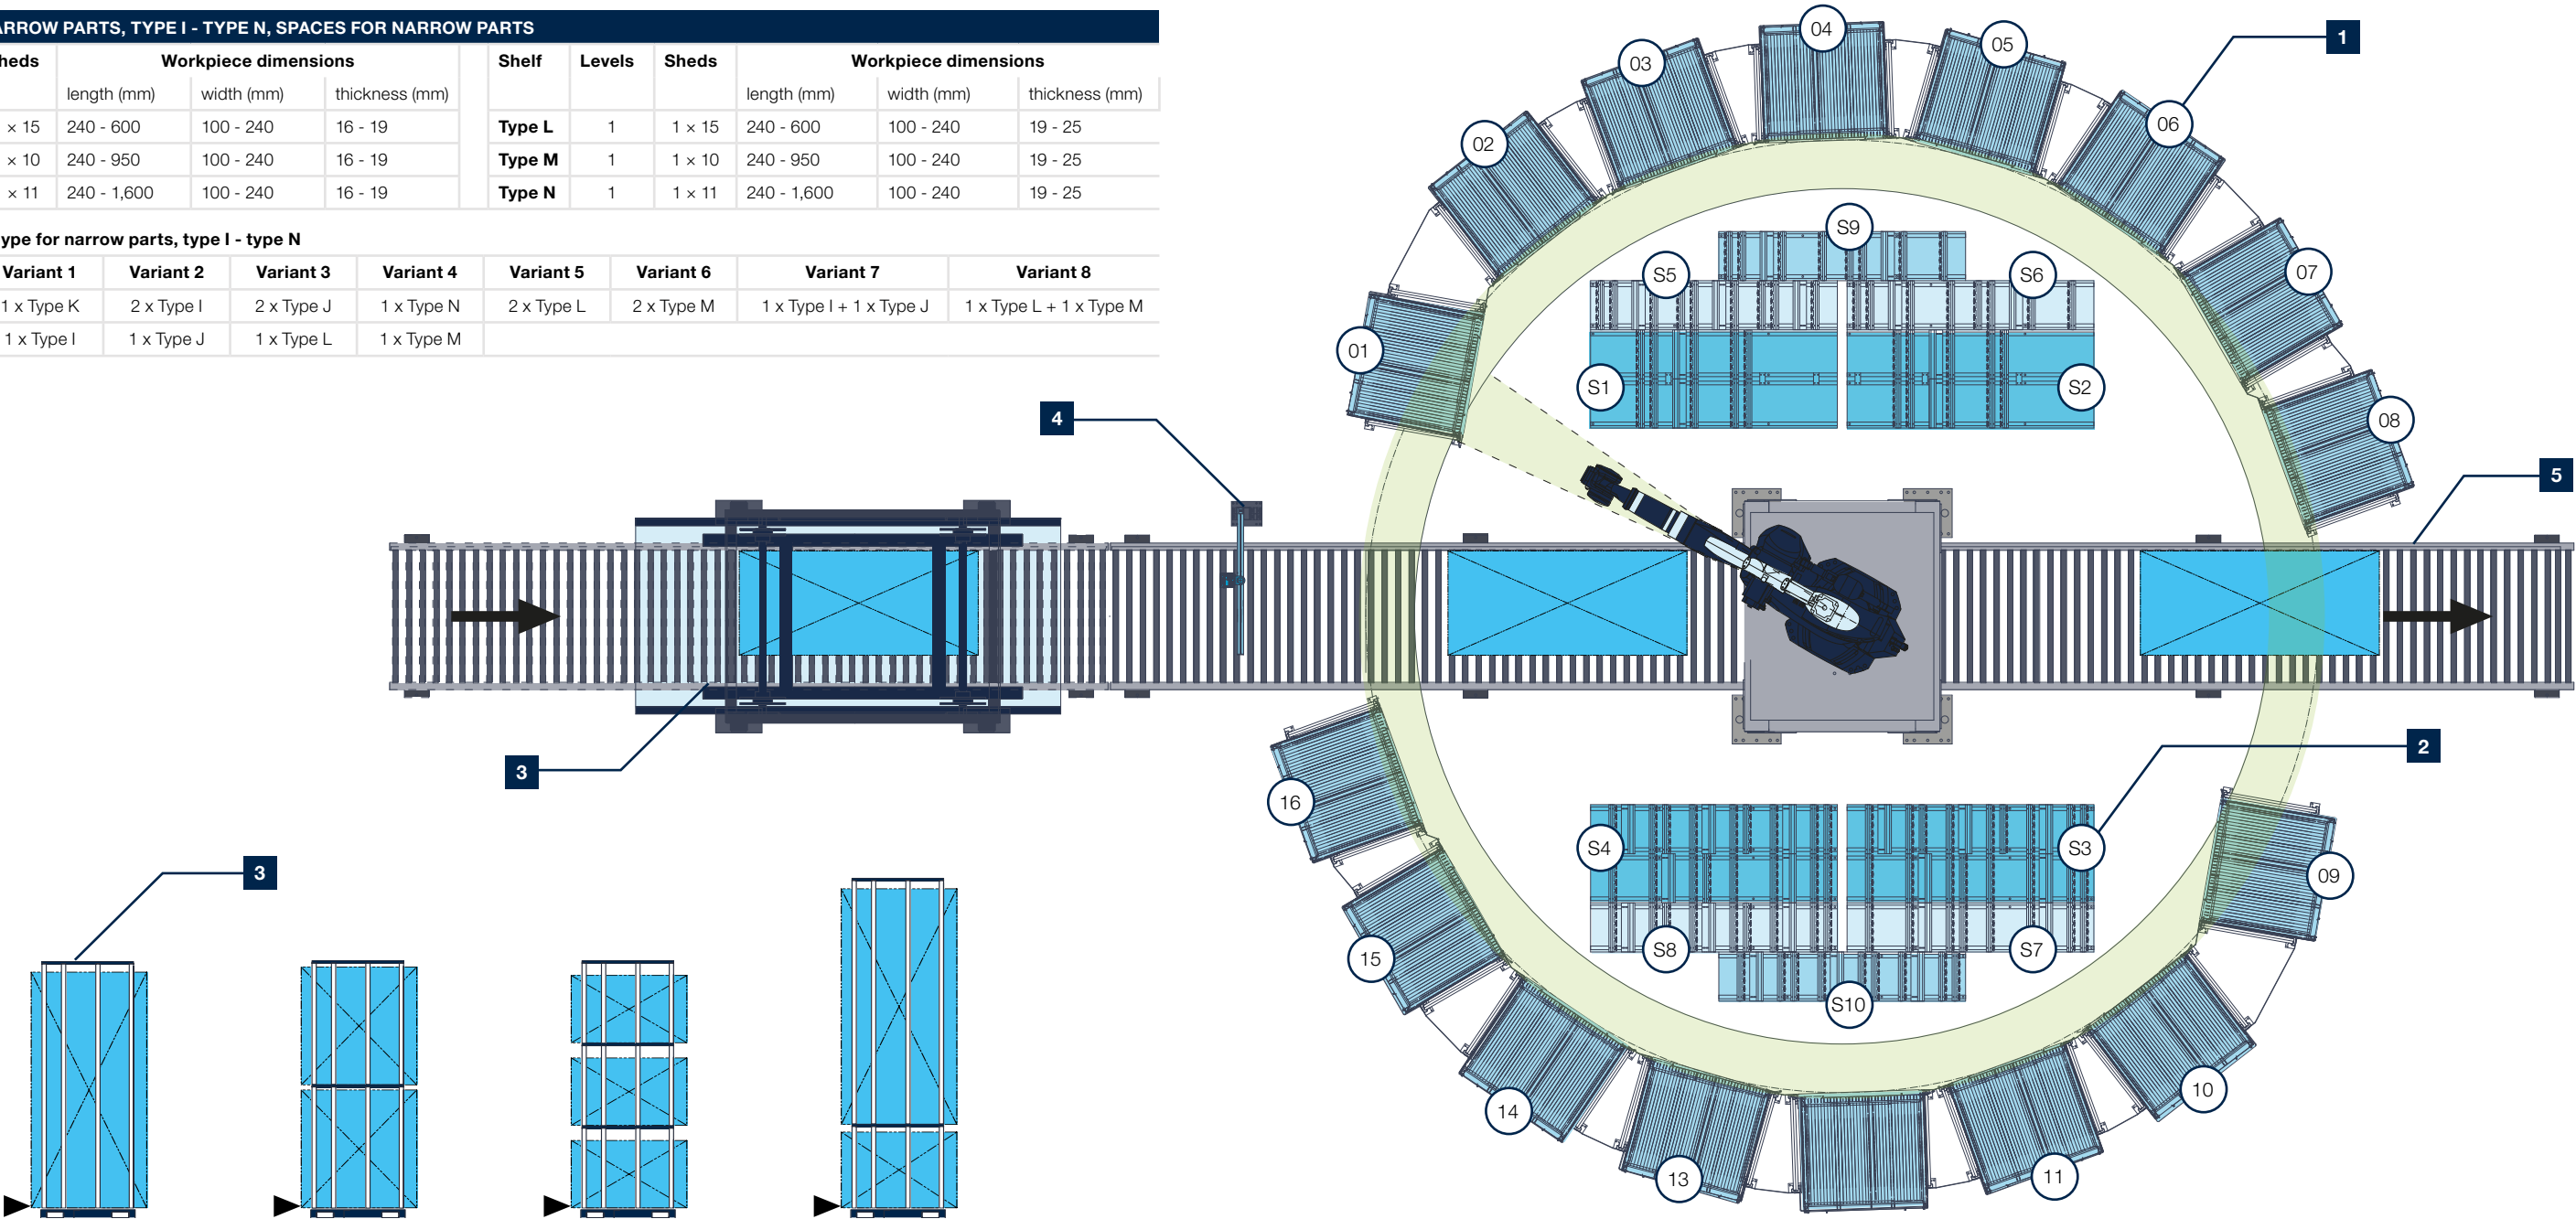 ARROW PARTS, TYPE I - TYPE N, SPACES FOR NARROW PARTS
heds Workpiece dimensions Shelf Levels Sheds Workpiece dimensions
length (mm) width (mm) thickness (mm) length (mm) width (mm) thickness (mm)
× 15 240 - 600 100 - 240 16 - 19 Type L 1 1 × 15 240 - 600 100 - 240 19 - 25
× 10 240 - 950 100 - 240 16 - 19 Type M 1 1 × 10 240 - 950 100 - 240 19 - 25
× 11 240 - 1,600 100 - 240 16 - 19 Type N 1 1 × 11 240 - 1,600 100 - 240 19 - 25
ype for narrow parts, type I - type N
Variant 1 Variant 2 Variant 3 Variant 4 Variant 5 Variant 6 Variant 7 Variant 8
1 x Type K 2 x Type I 2 x Type J 1 x Type N 2 x Type L 2 x Type M 1 x Type I + 1 x Type J 1 x Type L + 1 x Type M
1 x Type I 1 x Type J 1 x Type L 1 x Type M
04
05
1
03
06
02
S9
07
S5
S6
01
S1
S2
08
4
5
3
2
16
S4
S3
3
09
15
S8
S7
S10
10
14
13
11